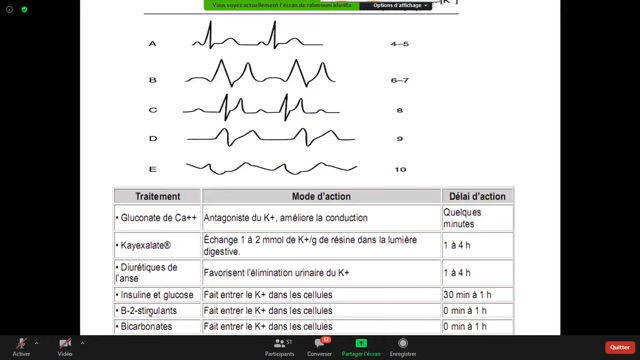 Vous voyez actuellement l'écran de rahmouni khadija
Options d'affichage
[K
A 4–5
B 6–7
C 8
D 9
E 10
Traitement Mode d'action Délai d'action
• Gluconate de Ca++ Antagoniste du K+, améliore la conduction Quelques
minutes
• Kayexalate® Échange 1 à 2 mmol de K+/g de résine dans la lumière
digestive. 1 à 4 h
• Diurétiques de
l'anse Favorisent l'élimination urinaire du K+ 1 à 4 h
• Insuline et glucose Fait entrer le K+ dans les cellules 30 min à 1 h
• B-2-stimulants Fait entrer le K+ dans les cellules 0 min à 1 h
• Bicarbonates Fait entrer le K+ dans les cellules 0 min à 1 h
51
12
Activer Vidéo Participants Converser Partager l'écran Enregistrer Quitter